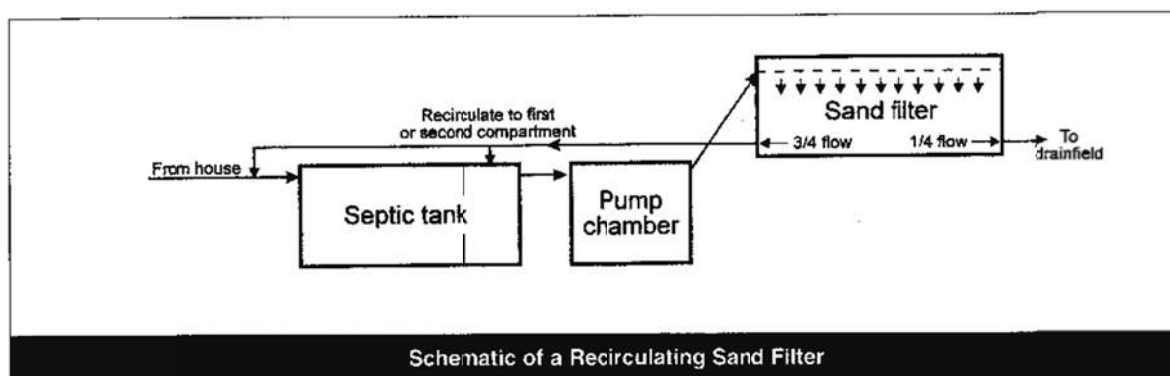 Recirculate to first
or second compartment
From house
Septic tank
Pump
chamber
Sand filter
3/4 flow
1/4 flow
To
drainfield
Schematic of a Recirculating Sand Filter